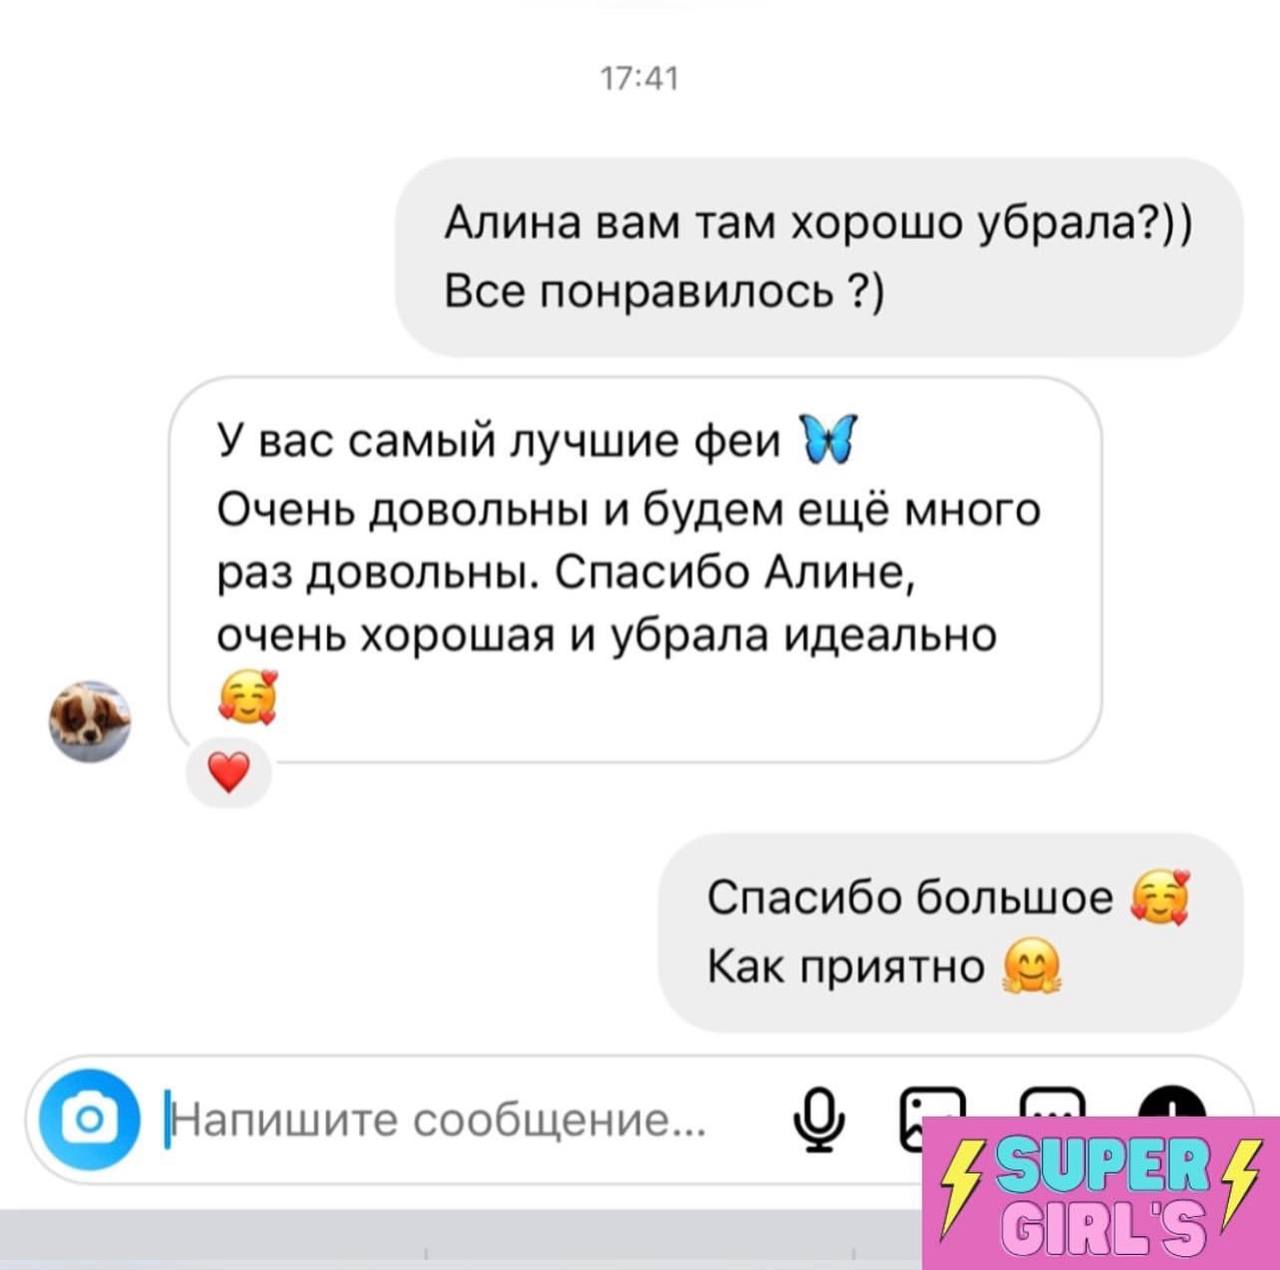 17:41
Алина вам там хорошо убрала?))
Все понравилось ?)
У вас самый лучшие феи 🦋
Очень довольны и будем ещё много
раз довольны. Спасибо Алине,
очень хорошая и убрала идеально
🥰
❤️
Спасибо большое 🥰
Как приятно 🤗
Напишите сообщение...
SUPER
GIRL'S